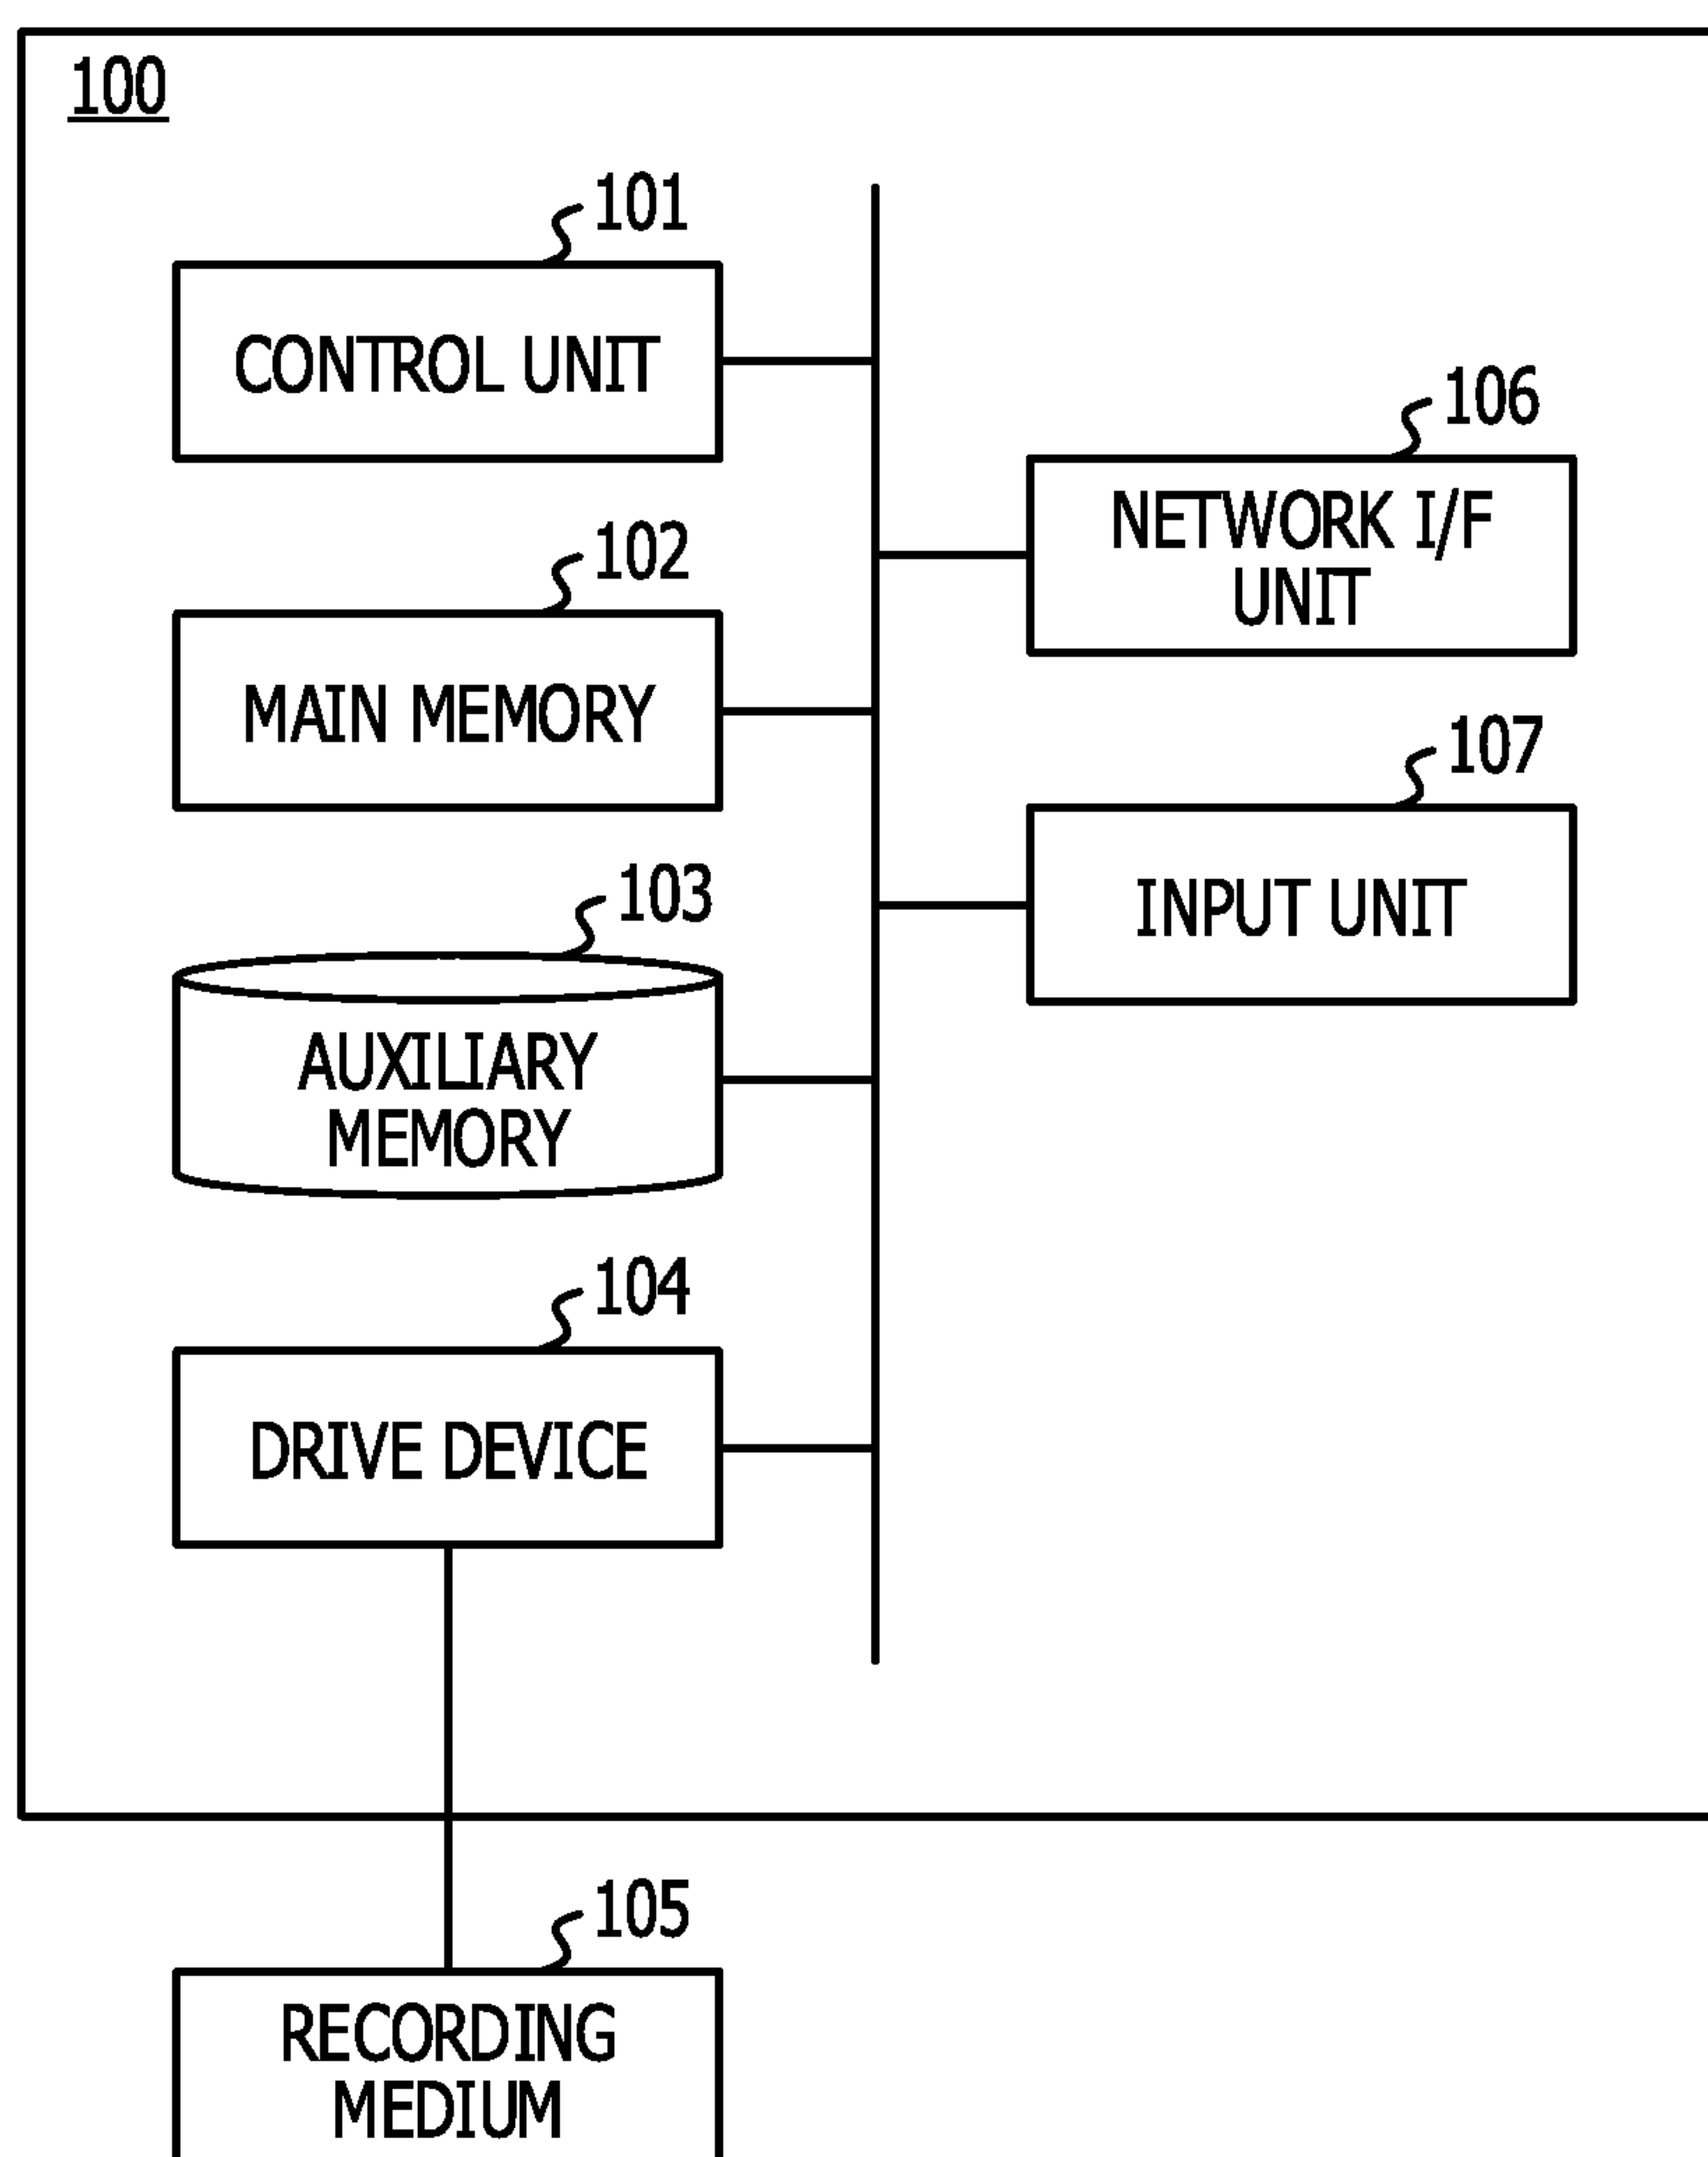 100
101
CONTROL UNIT
102
MAIN MEMORY
103
AUXILIARY
MEMORY
104
DRIVE DEVICE
105
RECORDING
MEDIUM
106
NETWORK I/F
UNIT
107
INPUT UNIT